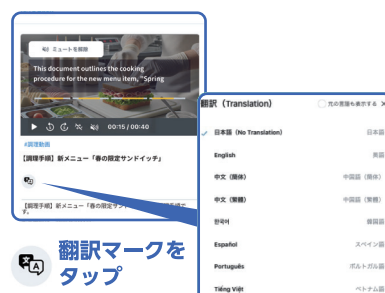 ミュートを解除
This document outlines the cooking
procedure for the new menu item, "Spring
00:15 / 00:40
#調理動画
【調理手順】新メニュー「春の限定サンドイッチ」
【調理手順】新メニュー「春の限定サン
す。
翻訳マークを
タップ
翻訳 (Translation)
元の言語も表示する ×
日本語 (No Translation) 日本語
English 英語
中文（简体） 中国語（簡体）
中文（繁體） 中国語（繁体）
한국어 韓国語
Español スペイン語
Português ポルトガル語
Tiếng Việt ベトナム語